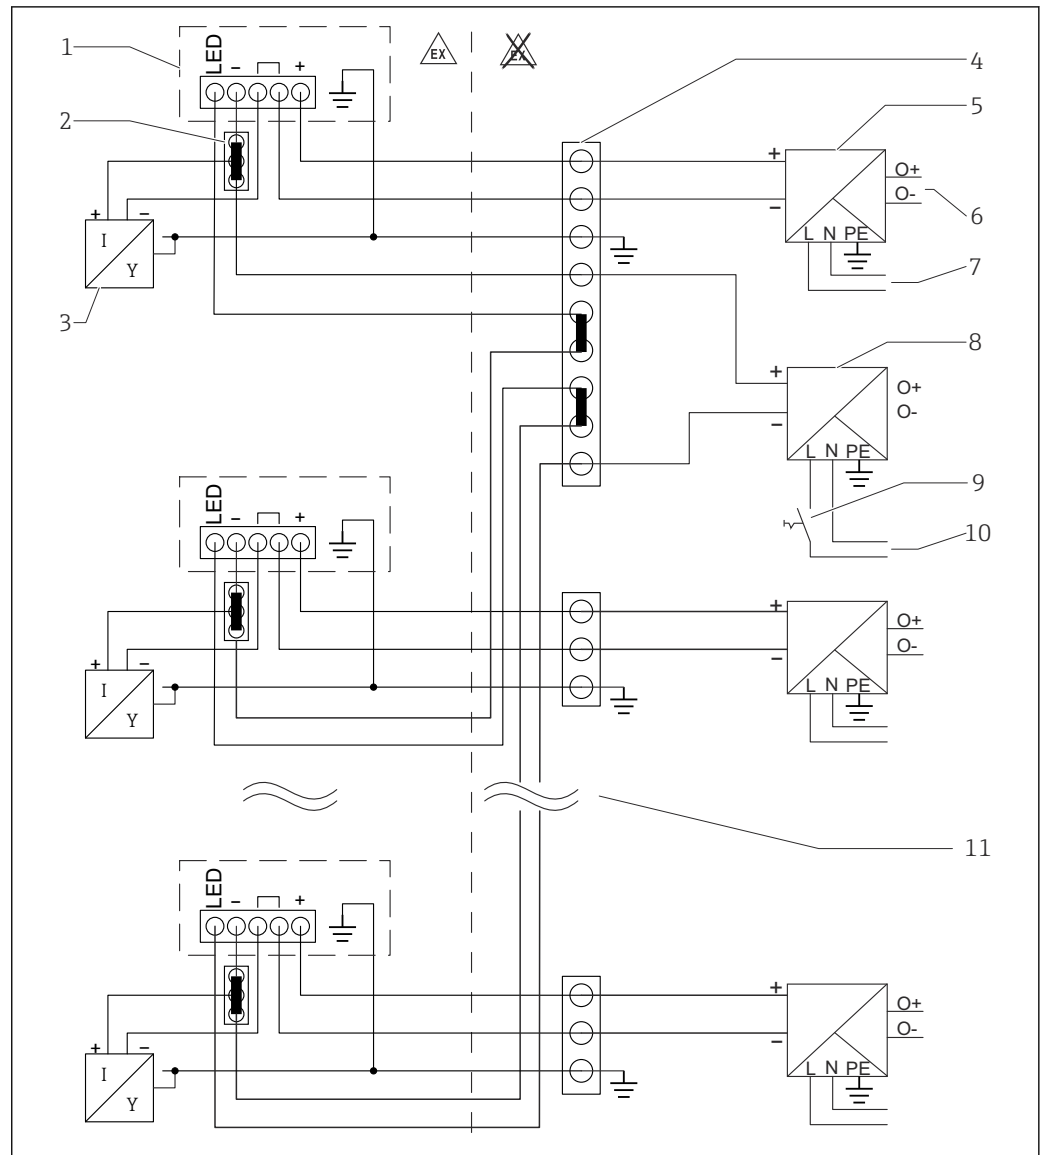 1
LED
-
+
EX
EX
4
2
5
+
-
O+
O-
6
L N PE
7
+ -
I
Y
3
8
+
-
O+
O-
L N PE
9
10
LED
-
+
+
-
O+
O-
L N PE
+ -
I
Y
11
LED
-
+
+
-
O+
O-
L N PE
+ -
I
Y